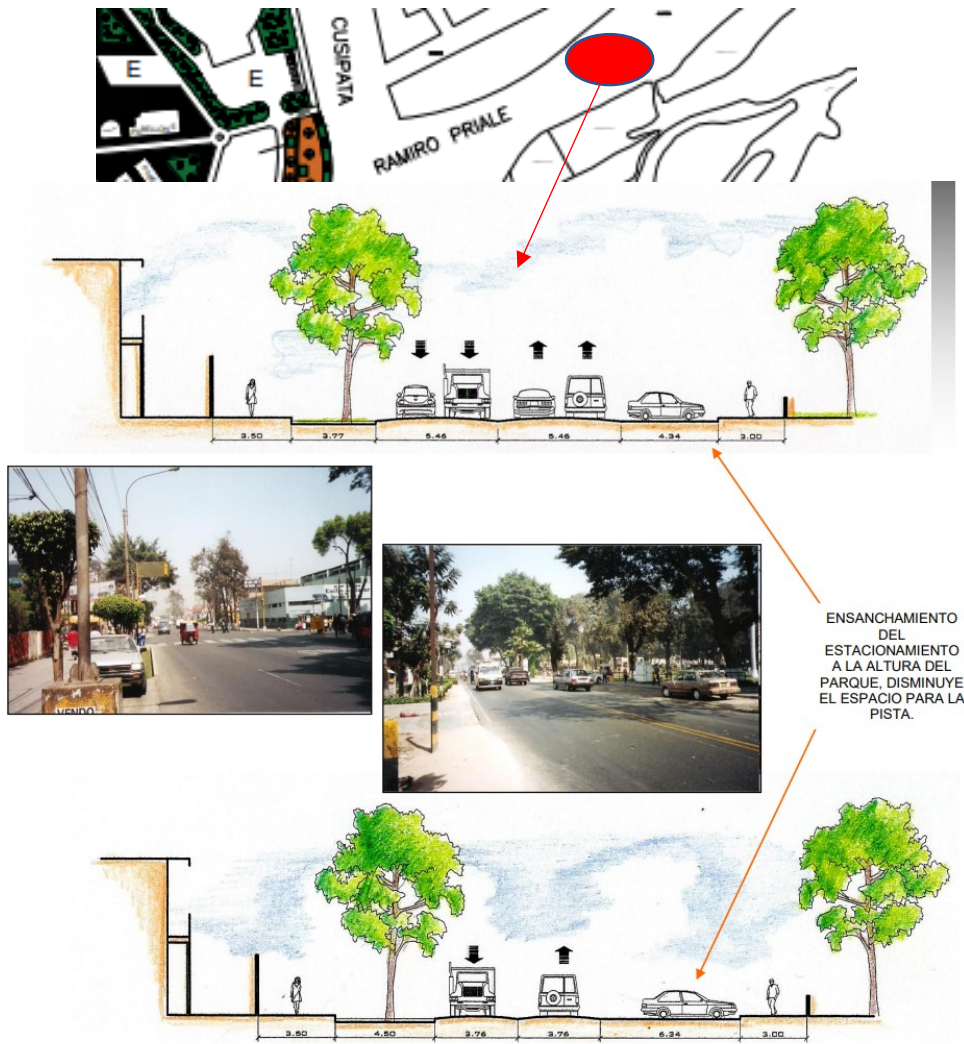 E
E
CUSIPATA
RAMIRO PRIALE
3.50 3.77 5.46 5.46 4.34 3.00
VENDO
ENSANCHAMIENTO
DEL
ESTACIONAMIENTO
A LA ALTURA DEL
PARQUE, DISMINUYE
EL ESPACIO PARA LA
PISTA.
3.50 4.50 3.76 3.76 6.34 3.00